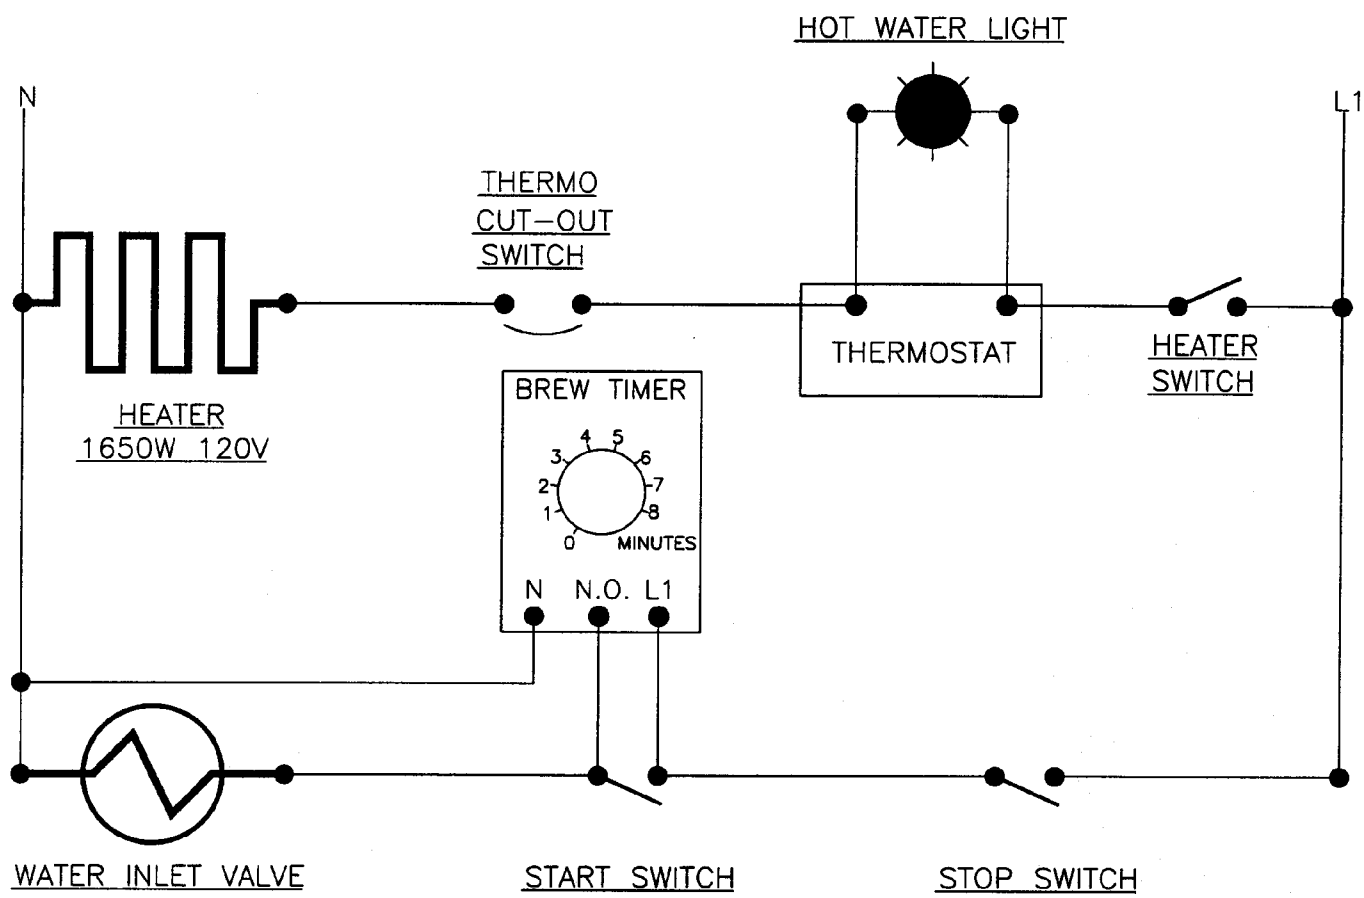 HOT WATER LIGHT
N
L1
THERMO
CUT-OUT
SWITCH
THERMOSTAT
HEATER
SWITCH
HEATER
1650W 120V
BREW TIMER
4 5
3 6
2 7
1 8
0 MINUTES
N N.O. L1
WATER INLET VALVE
START SWITCH
STOP SWITCH